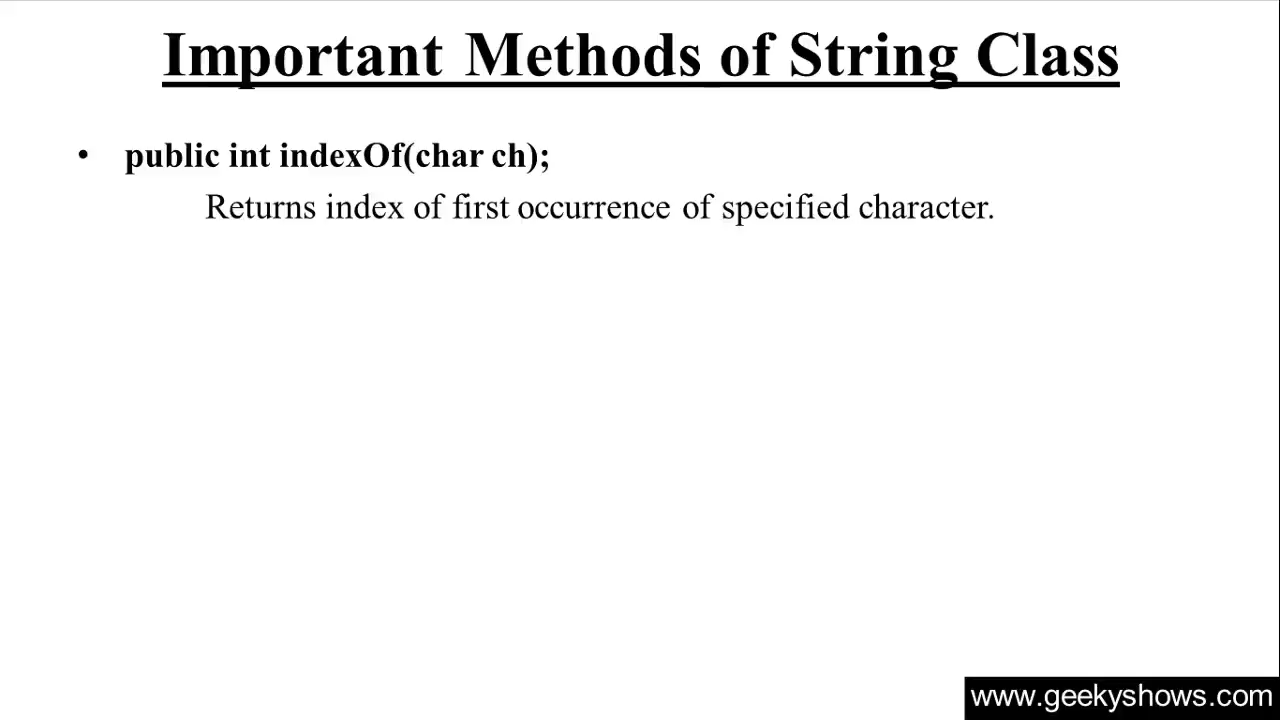 Important Methods of String Class
• public int indexOf(char ch);
Returns index of first occurrence of specified character.
www.geekyshows.com